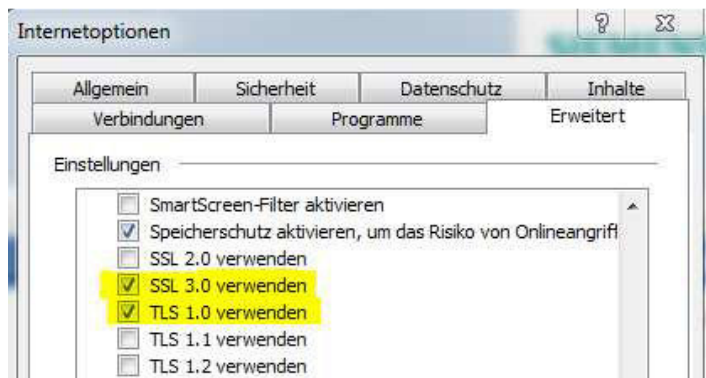 Internetoptionen
Allgemein Sicherheit Datenschutz Inhalte
Verbindungen Programme Erweitert
Einstellungen
SmartScreen-Filter aktivieren
Speicherschutz aktivieren, um das Risiko von Onlineangriff
SSL 2.0 verwenden
SSL 3.0 verwenden
TLS 1.0 verwenden
TLS 1.1 verwenden
TLS 1.2 verwenden